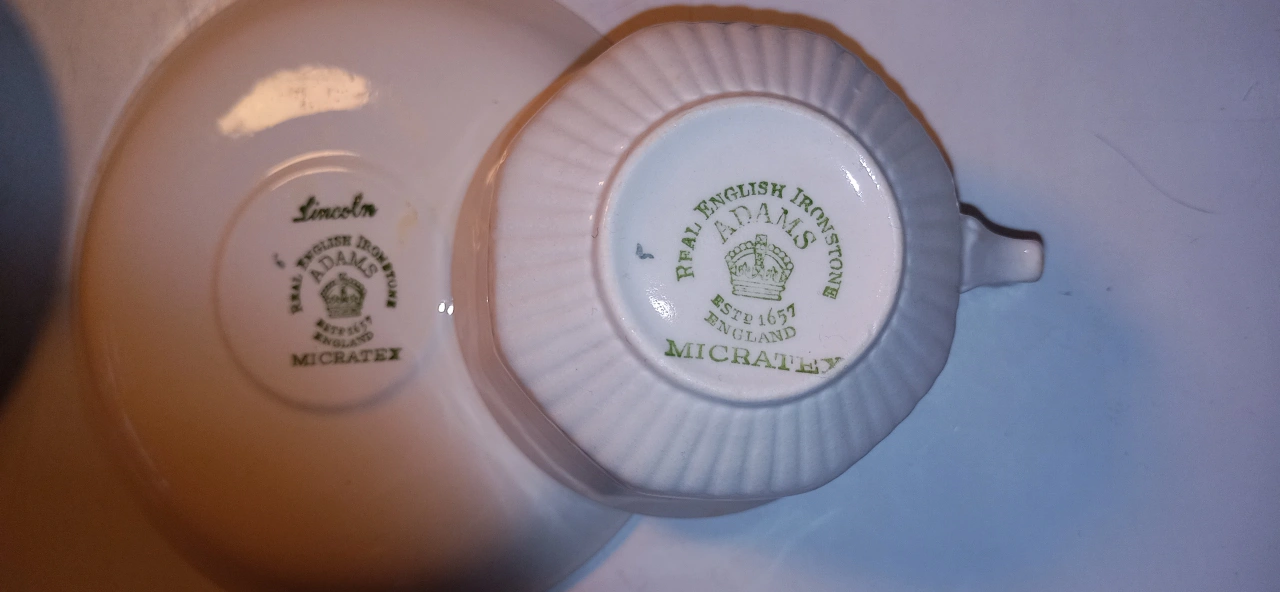 Lincoln
REAL ENGLISH IRONSTONE
ADAMS
ESTD 1657
ENGLAND
MICRATEX
REAL ENGLISH IRONSTONE
ADAMS
ESTD 1657
ENGLAND
MICRATEX